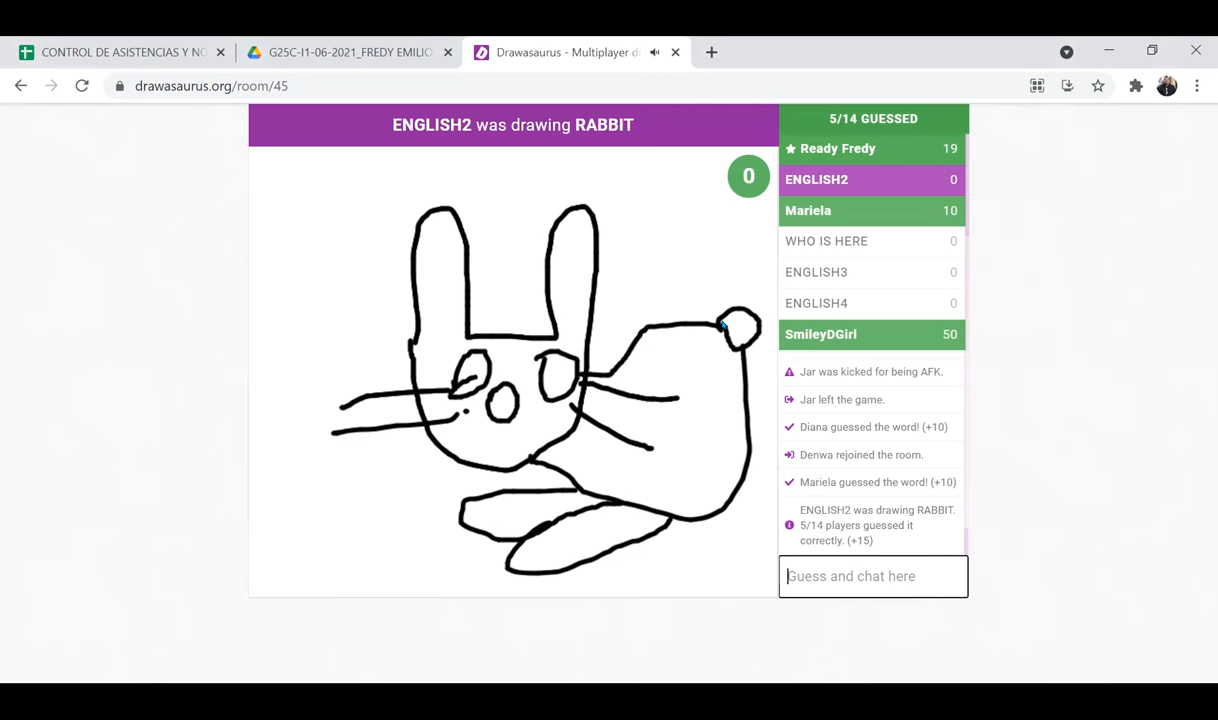 CONTROL DE ASISTENCIAS Y NO
G25C-I1-06-2021_FREDY EMILIO
Drawasaurus - Multiplayer d
drawasaurus.org/room/45
ENGLISH2 was drawing RABBIT
0
5/14 GUESSED
Ready Fredy 19
ENGLISH2 0
Mariela 10
WHO IS HERE 0
ENGLISH3 0
ENGLISH4 0
SmileyDGirl 50
Jar was kicked for being AFK.
Jar left the game.
Diana guessed the word! (+10)
Denwa rejoined the room.
Mariela guessed the word! (+10)
ENGLISH2 was drawing RABBIT.
5/14 players guessed it
correctly. (+15)
Guess and chat here